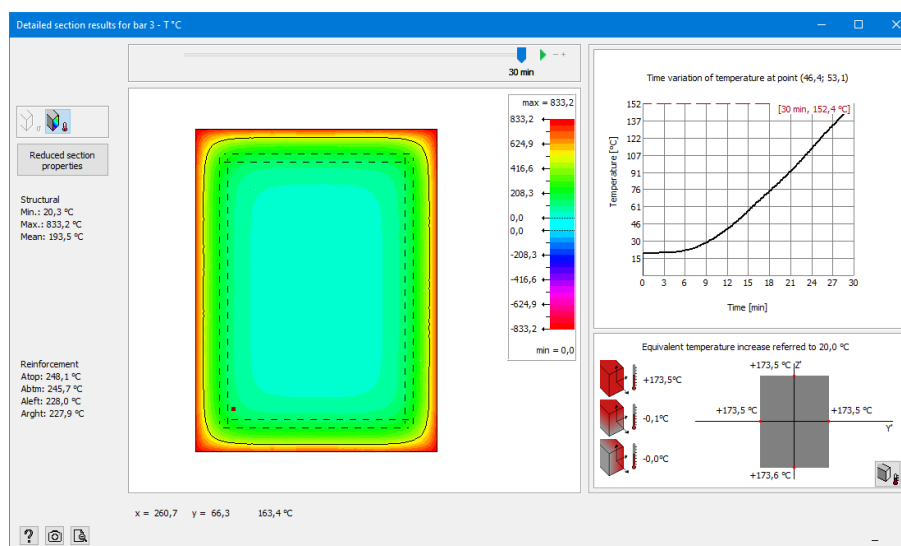 Detailed section results for bar 3 - T °C
30 min
Reduced section
properties
Structural
Min.: 20,3 °C
Max.: 833,2 °C
Mean: 193,5 °C
Reinforcement
Atop: 248,1 °C
Abtm: 245,7 °C
Aleft: 228,0 °C
Arght: 227,9 °C
max = 833,2
833,2
624,9
416,6
208,3
0,0
0,0
-208,3
-416,6
-624,9
-833,2
min = 0,0
x = 260,7 y = 66,3 163,4 °C
Time variation of temperature at point (46,4; 53,1)
[30 min, 152,4 °C]
Temperature [°C]
152
137
122
107
91
76
61
46
30
15
0 3 6 9 12 15 18 21 24 27 30
Time [min]
Equivalent temperature increase referred to 20,0 °C
+173,5°C
-0,1°C
-0,0°C
+173,5 °C Z'
+173,5 °C
+173,5 °C
Y'
+173,6 °C